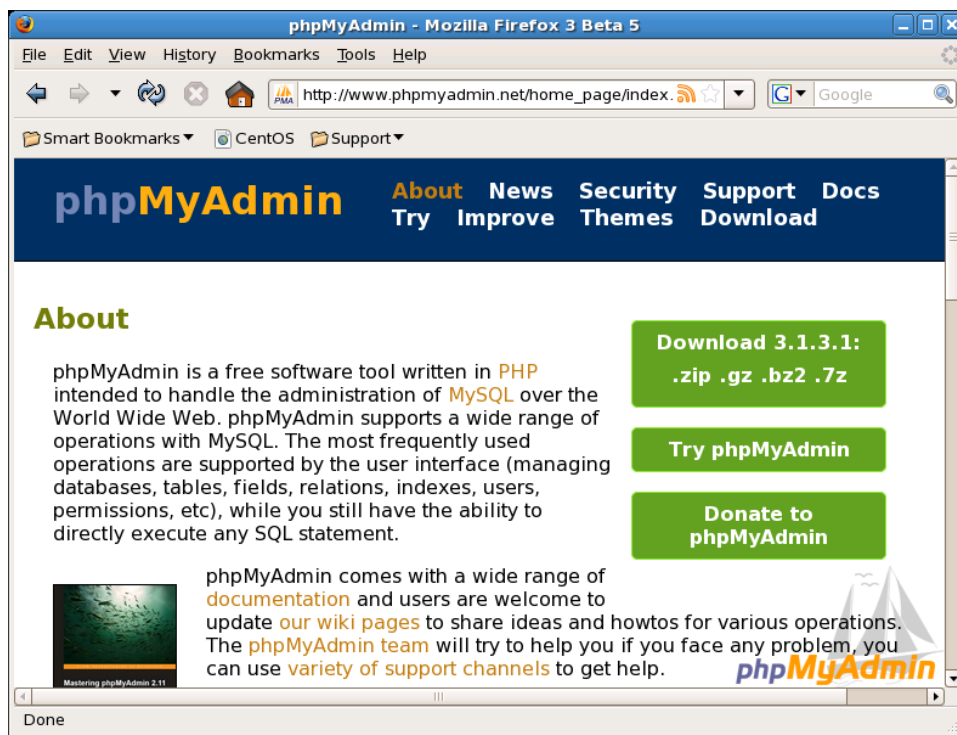 phpMyAdmin - Mozilla Firefox 3 Beta 5
File Edit View History Bookmarks Tools Help
PMA http://www.phpmyadmin.net/home_page/index. G Google
Smart Bookmarks CentOS Support
phpMyAdmin
About News Security Support Docs
Try Improve Themes Download
About
phpMyAdmin is a free software tool written in PHP
intended to handle the administration of MySQL over the
World Wide Web. phpMyAdmin supports a wide range of
operations with MySQL. The most frequently used
operations are supported by the user interface (managing
databases, tables, fields, relations, indexes, users,
permissions, etc), while you still have the ability to
directly execute any SQL statement.
Download 3.1.3.1:
.zip .gz .bz2 .7z
Try phpMyAdmin
Donate to
phpMyAdmin
Mastering phpMyAdmin 2.11
phpMyAdmin comes with a wide range of
documentation and users are welcome to
update our wiki pages to share ideas and howtos for various operations.
The phpMyAdmin team will try to help you if you face any problem, you
can use variety of support channels to get help.
phpMyAdmin
Done